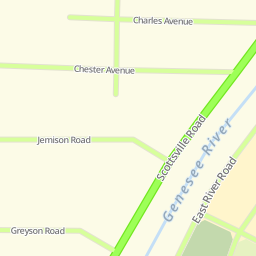 Charles Avenue
Chester Avenue
Jemison Road
Scottsville Road
Genesee River
East River Road
Greyson Road